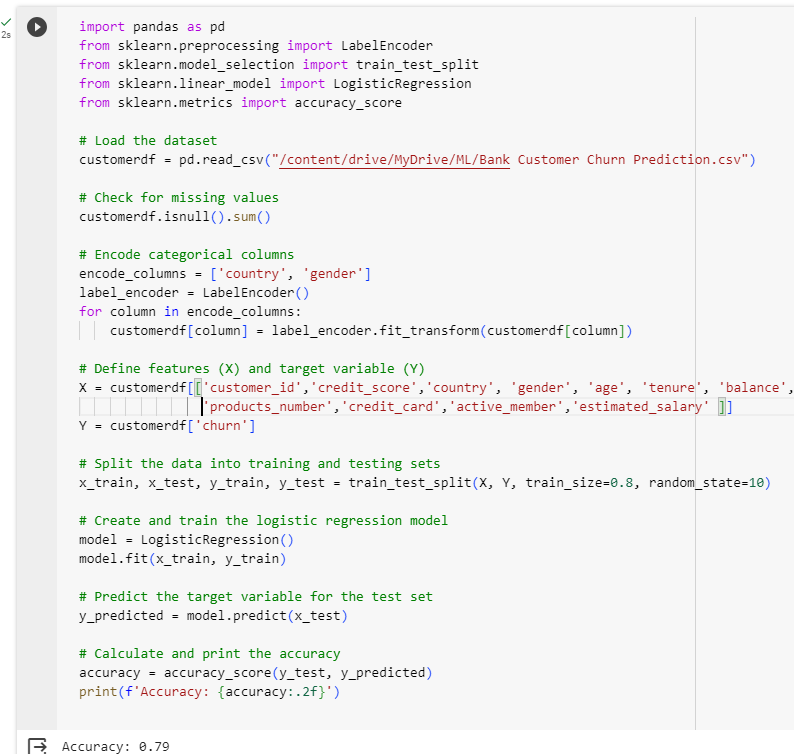 2s
import pandas as pd
from sklearn.preprocessing import LabelEncoder
from sklearn.model_selection import train_test_split
from sklearn.linear_model import LogisticRegression
from sklearn.metrics import accuracy_score
# Load the dataset
customerdf = pd.read_csv("/content/drive/MyDrive/ML/Bank Customer Churn Prediction.csv")
# Check for missing values
customerdf.isnull().sum()
# Encode categorical columns
encode_columns = ['country', 'gender']
label_encoder = LabelEncoder()
for column in encode_columns:
    customerdf[column] = label_encoder.fit_transform(customerdf[column])
# Define features (X) and target variable (Y)
X = customerdf[['customer_id','credit_score','country', 'gender', 'age', 'tenure', 'balance',
                'products_number','credit_card','active_member','estimated_salary' ]]
Y = customerdf['churn']
# Split the data into training and testing sets
x_train, x_test, y_train, y_test = train_test_split(X, Y, train_size=0.8, random_state=10)
# Create and train the logistic regression model
model = LogisticRegression()
model.fit(x_train, y_train)
# Predict the target variable for the test set
y_predicted = model.predict(x_test)
# Calculate and print the accuracy
accuracy = accuracy_score(y_test, y_predicted)
print(f'Accuracy: {accuracy:.2f}')
Accuracy: 0.79